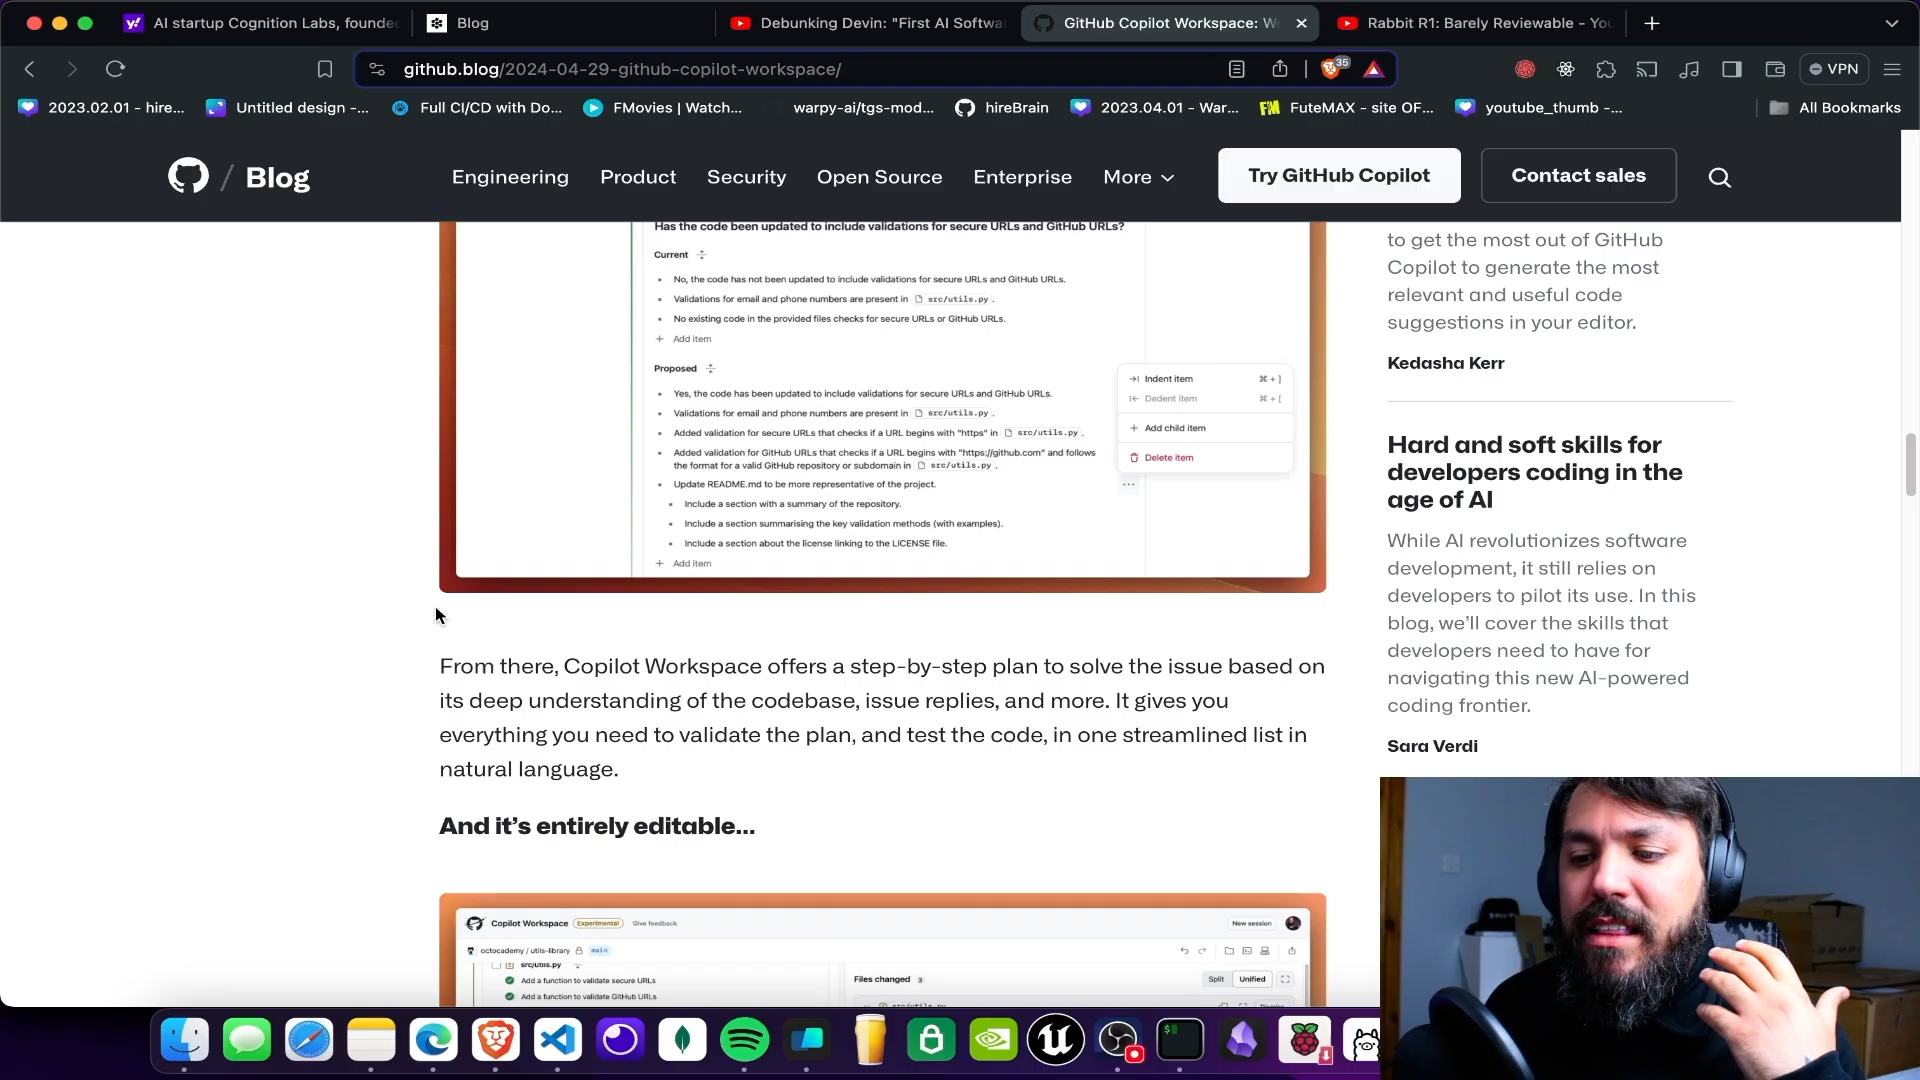 AI startup Cognition Labs, founde
Blog
Debunking Devin: "First AI Softwa
GitHub Copilot Workspace: W
Rabbit R1: Barely Reviewable - You
github.blog/2024-04-29-github-copilot-workspace/
35
VPN
2023.02.01 - hire...
Untitled design -...
Full CI/CD with Do...
FMovies | Watch...
warpy-ai/tgs-mod...
hireBrain
2023.04.01 - War...
FuteMAX - site OF...
youtube_thumb -...
All Bookmarks
/ Blog
Engineering
Product
Security
Open Source
Enterprise
More
Try GitHub Copilot
Contact sales
Has the code been updated to include validations for secure URLs and GitHub URLs?
Current
No, the code has not been updated to include validations for secure URLs and GitHub URLs.
Validations for email and phone numbers are present in src/utils.py.
No existing code in the provided files checks for secure URLs or GitHub URLs.
+ Add item
Proposed
Yes, the code has been updated to include validations for secure URLs and GitHub URLs.
Validations for email and phone numbers are present in src/utils.py.
Added validation for secure URLs that checks if a URL begins with "https" in src/utils.py.
Added validation for GitHub URLs that checks if a URL begins with "https://github.com" and follows
the format for a valid GitHub repository or subdomain in src/utils.py.
Update README.md to be more representative of the project.
Include a section with a summary of the repository.
Include a section summarising the key validation methods (with examples).
Include a section about the license linking to the LICENSE file.
+ Add item
Indent item ⌘ + ]
Dedent item ⌘ + [
+ Add child item
Delete item
From there, Copilot Workspace offers a step-by-step plan to solve the issue based on
its deep understanding of the codebase, issue replies, and more. It gives you
everything you need to validate the plan, and test the code, in one streamlined list in
natural language.
And it's entirely editable…
Copilot Workspace
Experimental
Give feedback
New session
octocademy / utils-library
main
src/utils.py
Add a function to validate secure URLs
Add a function to validate GitHub URLs
Files changed 3
Split
Unified
src/utils.py
to get the most out of GitHub
Copilot to generate the most
relevant and useful code
suggestions in your editor.
Kedasha Kerr
Hard and soft skills for
developers coding in the
age of AI
While AI revolutionizes software
development, it still relies on
developers to pilot its use. In this
blog, we'll cover the skills that
developers need to have for
navigating this new AI-powered
coding frontier.
Sara Verdi